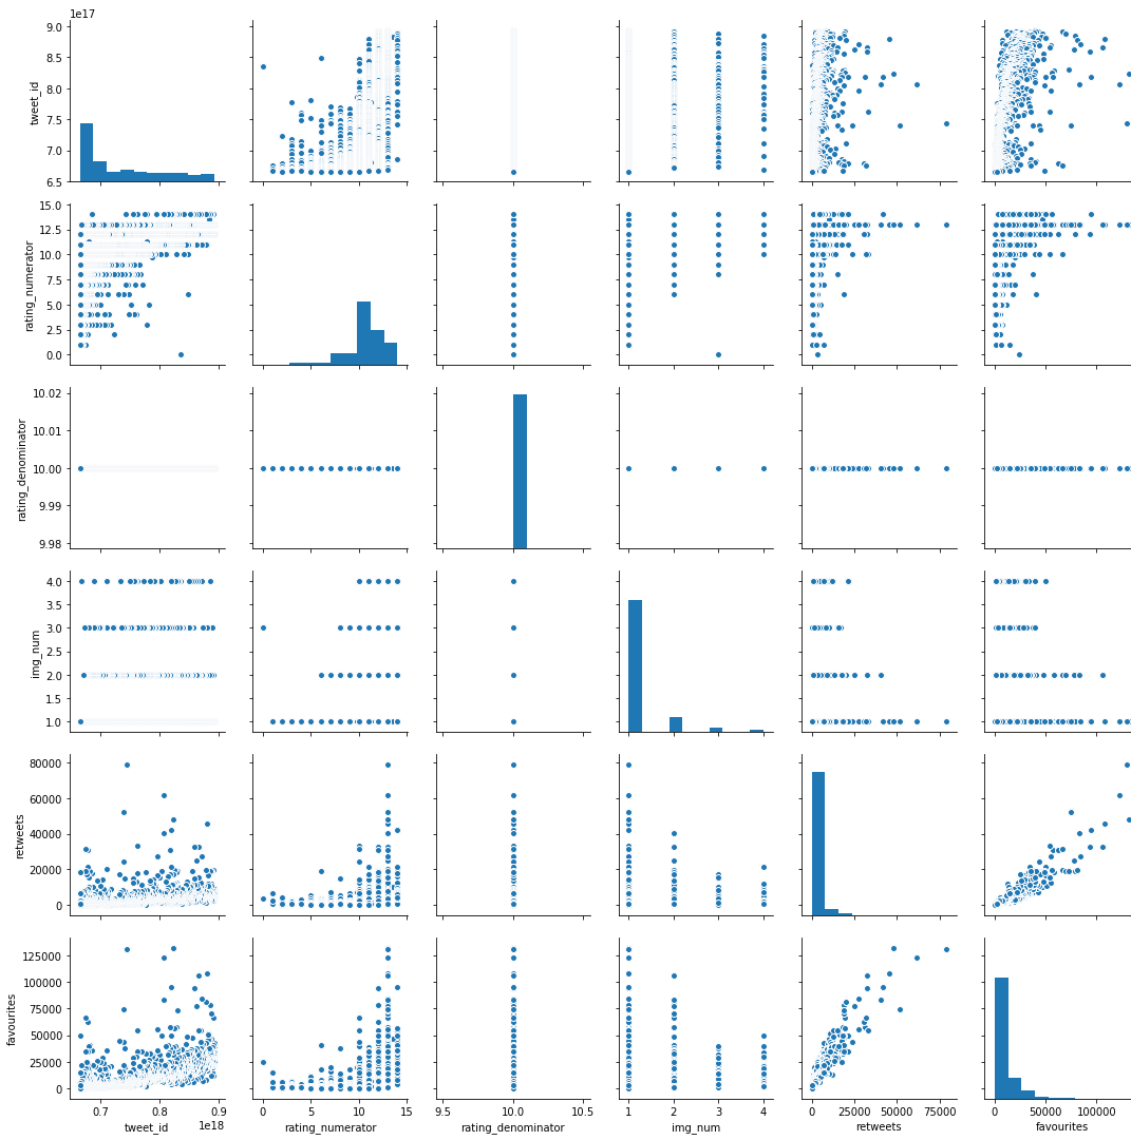 1e17
9.0
8.5
8.0
7.5
7.0
6.5
tweet_id
15.0
12.5
10.0
7.5
5.0
2.5
0.0
rating_numerator
10.02
10.01
10.00
9.99
9.98
rating_denominator
4.0
3.5
3.0
2.5
2.0
1.5
1.0
img_num
80000
60000
40000
20000
0
retweets
125000
100000
75000
50000
25000
0
favourites
0.7 0.8 0.9
1e18
tweet_id
0 5 10 15
rating_numerator
9.5 10.0 10.5
rating_denominator
1 2 3 4
img_num
0 25000 50000 75000
retweets
0 50000 100000
favourites